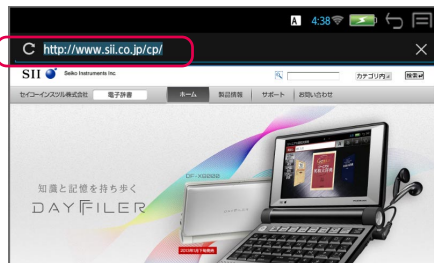 A 4:38
http://www.sii.co.jp/cp/
SII Seiko Instruments Inc
カテゴリ内 検索
セイコーインスツル株式会社 電子辞書 ホーム 製品情報 サポート お問い合わせ
DF-X8000
知識と記憶を持ち歩く
DAYFILER